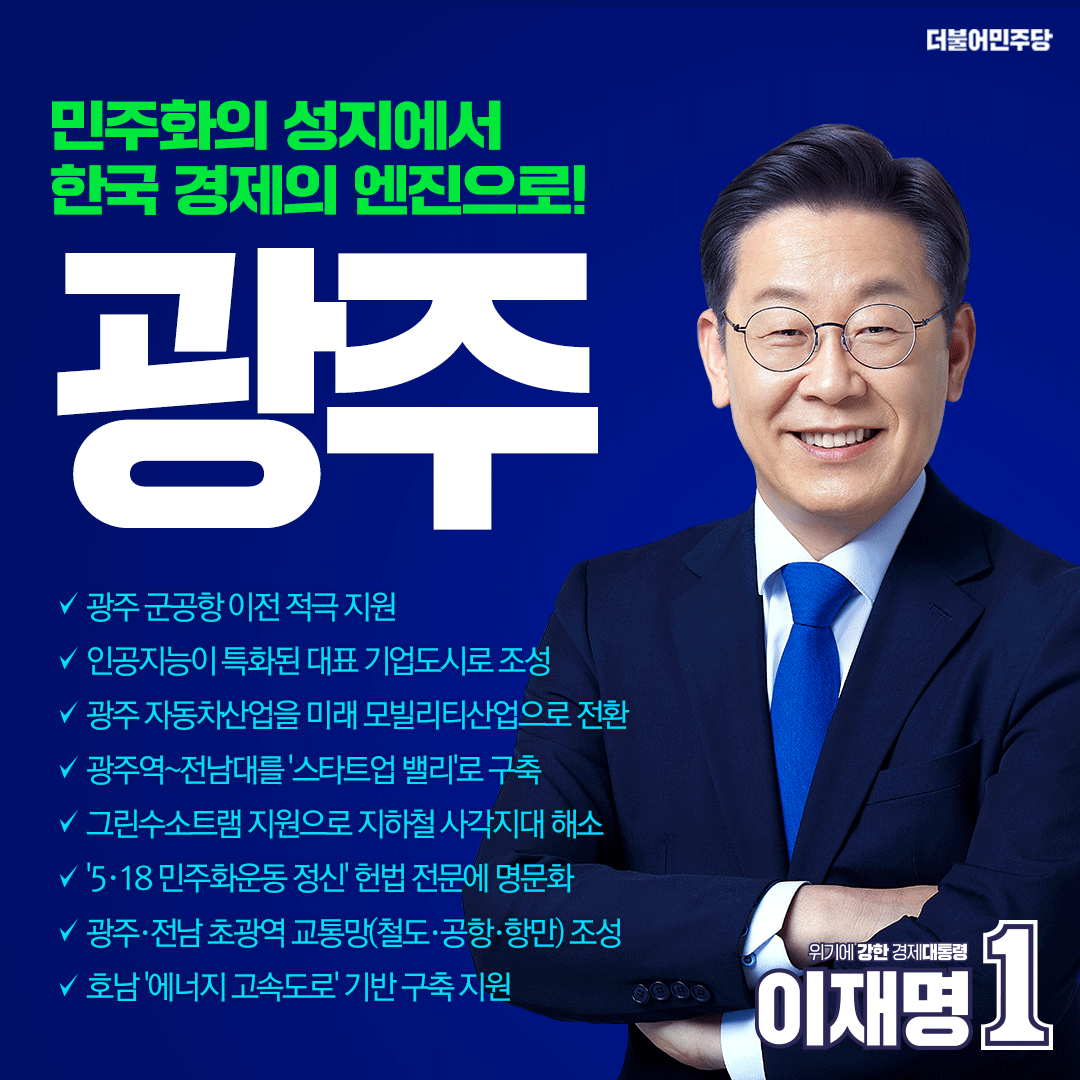 더불어민주당
민주화의 성지에서
한국 경제의 엔진으로!
광주
✓ 광주 군공항 이전 적극 지원
✓ 인공지능이 특화된 대표 기업도시로 조성
✓ 광주 자동차산업을 미래 모빌리티산업으로 전환
✓ 광주역~전남대를 '스타트업 밸리'로 구축
✓ 그린수소트램 지원으로 지하철 사각지대 해소
✓ '5·18 민주화운동 정신' 헌법 전문에 명문화
✓ 광주·전남 초광역 교통망(철도·공항·항만) 조성
✓ 호남 '에너지 고속도로' 기반 구축 지원
위기에 강한 경제대통령
이재명 1